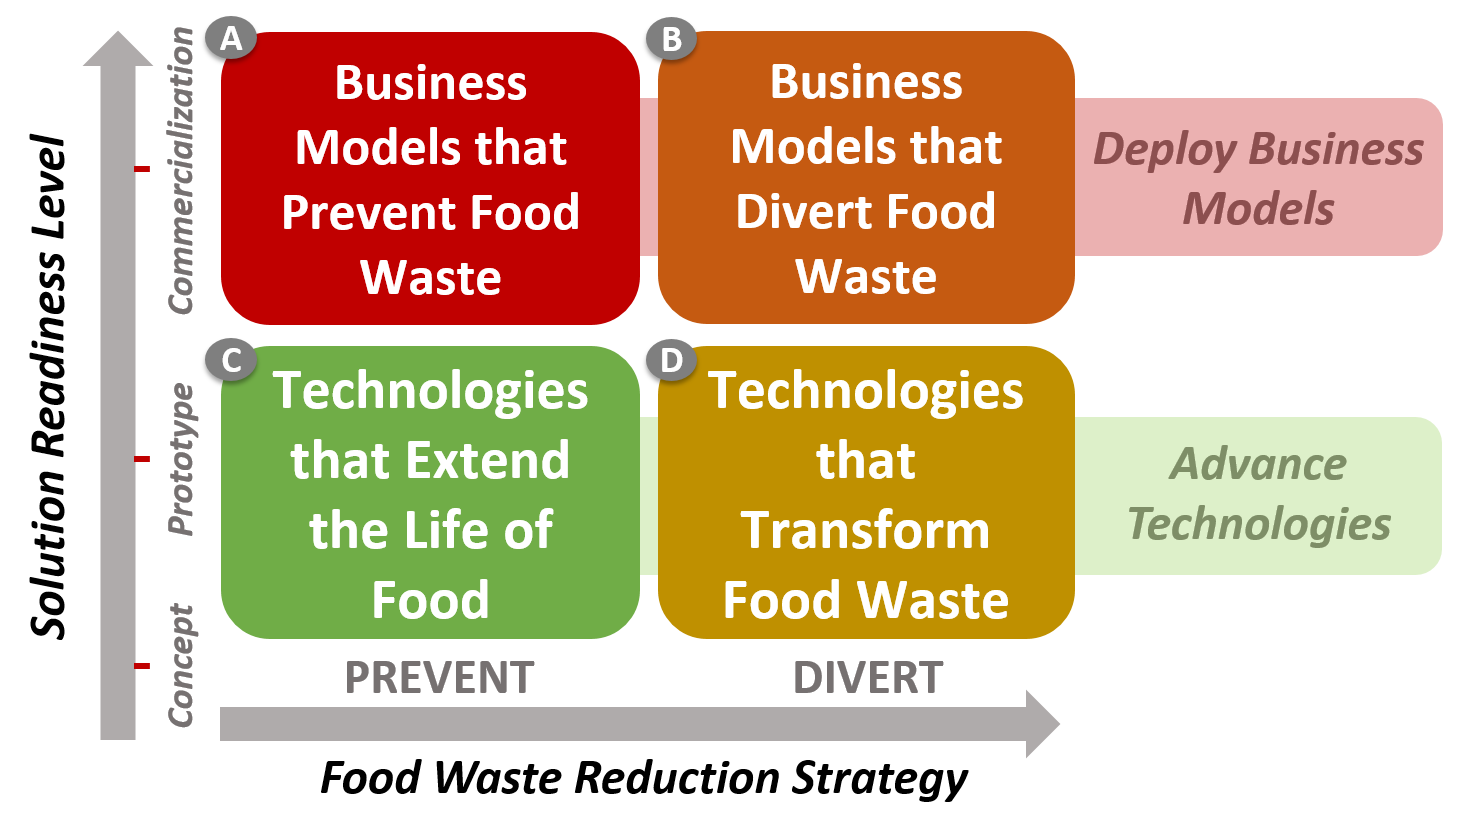 Solution Readiness Level
Commercialization
Prototype
Concept
A
Business
Models that
Prevent Food
Waste
B
Business
Models that
Divert Food
Waste
Deploy Business
Models
C
Technologies
that Extend
the Life of
Food
D
Technologies
that
Transform
Food Waste
Advance
Technologies
PREVENT
DIVERT
Food Waste Reduction Strategy